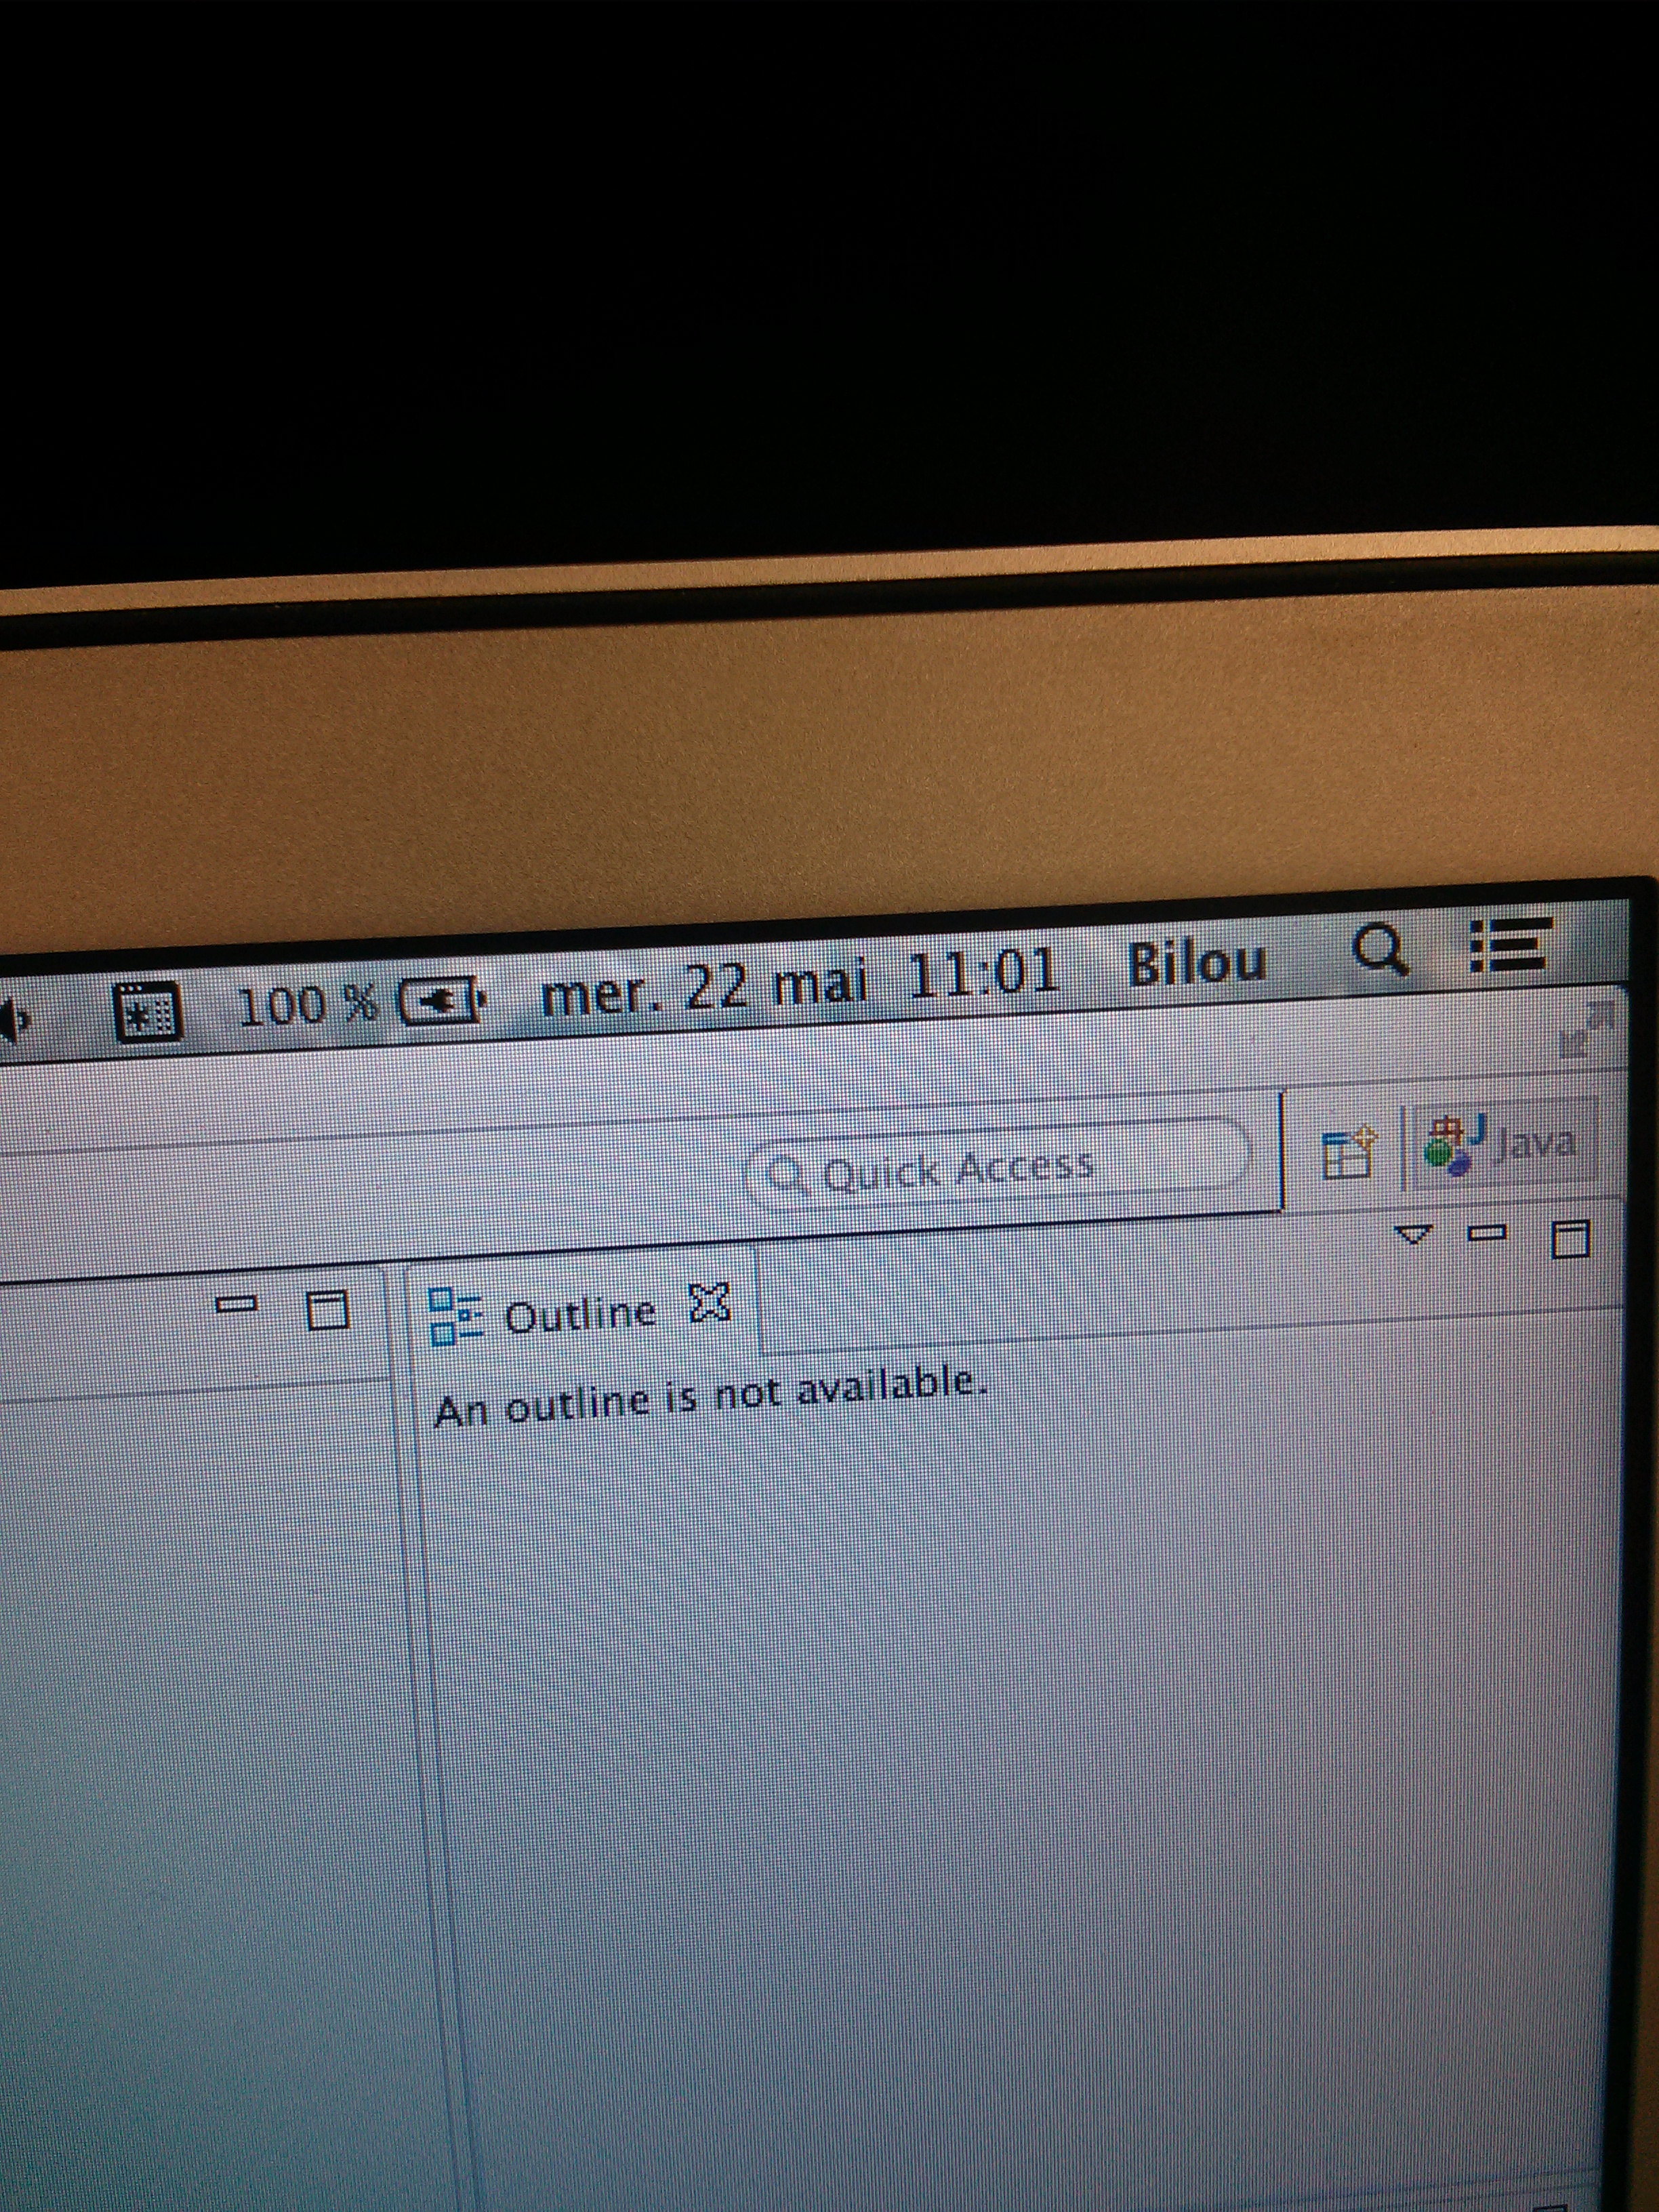 100 % mer. 22 mai 11:01 Bilou
Quick Access Java
Outline
An outline is not available.